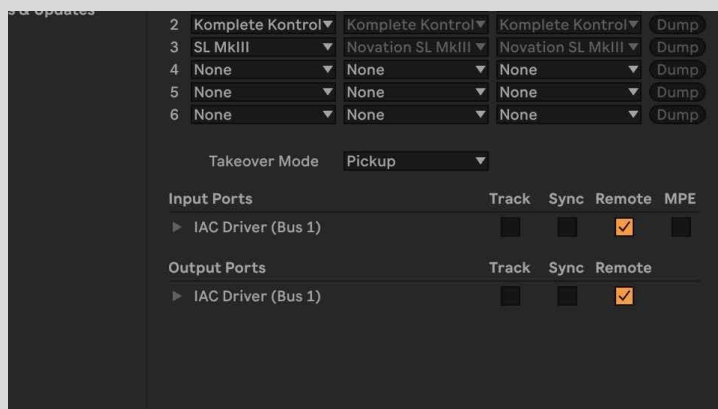 s & Updates
2 Komplete Kontrol Komplete Kontrol Komplete Kontrol Dump
3 SL MkIII Novation SL MkIII Novation SL MkIII Dump
4 None None None Dump
5 None None None Dump
6 None None None Dump
Takeover Mode Pickup
Input Ports Track Sync Remote MPE
IAC Driver (Bus 1)
Output Ports Track Sync Remote
IAC Driver (Bus 1)